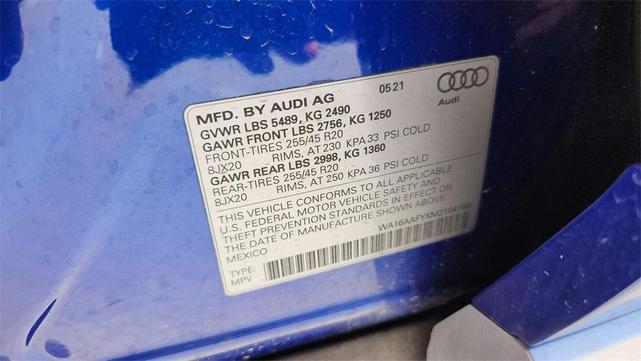 MFD. BY AUDI AG 05 21
Audi
GVWR LBS 5489, KG 2490
GAWR FRONT LBS 2756, KG 1250
FRONT-TIRES 255/45 R20
8JX20 RIMS, AT 230 KPA 33 PSI COLD
GAWR REAR LBS 2998, KG 1360
REAR-TIRES 255/45 R20
8JX20 RIMS, AT 250 KPA 36 PSI COLD
THIS VEHICLE CONFORMS TO ALL APPLICABLE
U.S. FEDERAL MOTOR VEHICLE SAFETY AND
THEFT PREVENTION STANDARDS IN EFFECT ON
THE DATE OF MANUFACTURE SHOWN ABOVE.
MEXICO
TYPE:
MPV